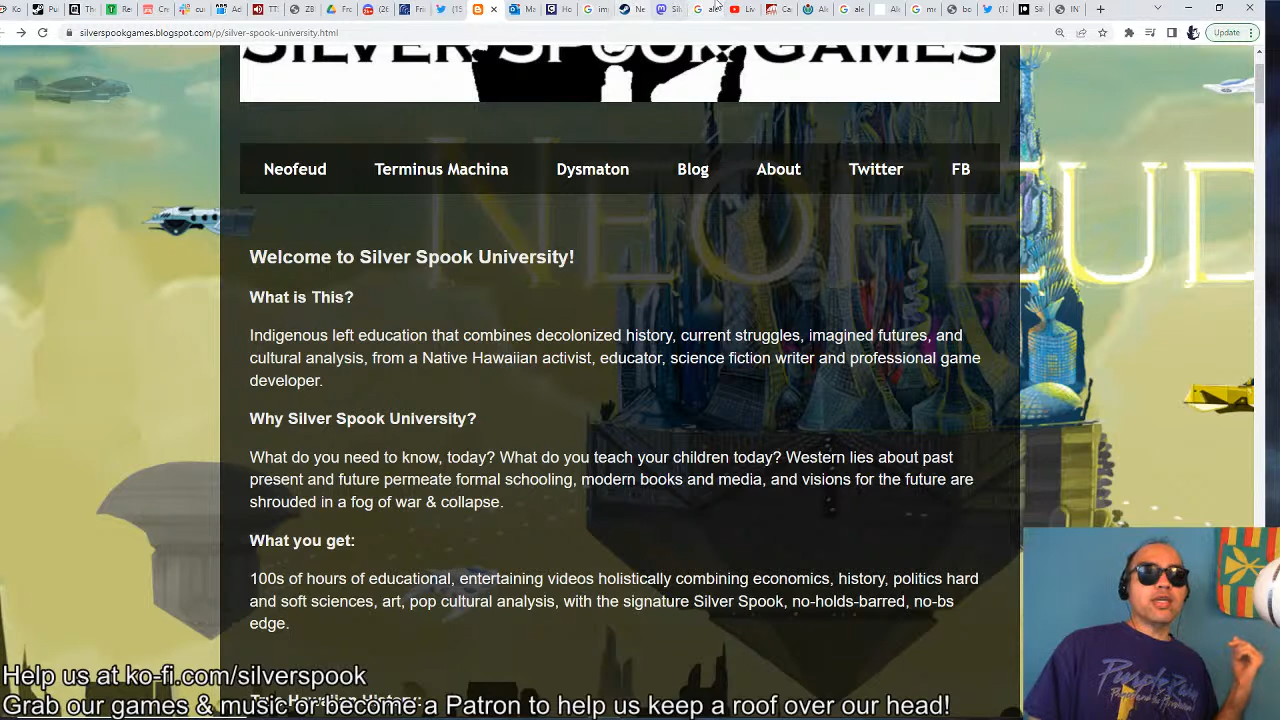 silverspookgames.blogspot.com/p/silver-spook-university.html
Update
SILVER SPOOK GAMES
Neofeud
Terminus Machina
Dysmaton
Blog
About
Twitter
FB
NEOFEUD
Welcome to Silver Spook University!
What is This?
Indigenous left education that combines decolonized history, current struggles, imagined futures, and
cultural analysis, from a Native Hawaiian activist, educator, science fiction writer and professional game
developer.
Why Silver Spook University?
What do you need to know, today? What do you teach your children today? Western lies about past
present and future permeate formal schooling, modern books and media, and visions for the future are
shrouded in a fog of war & collapse.
What you get:
100s of hours of educational, entertaining videos holistically combining economics, history, politics hard
and soft sciences, art, pop cultural analysis, with the signature Silver Spook, no-holds-barred, no-bs
edge.
Help us at ko-fi.com/silverspook
Grab our games & music or become a Patron to help us keep a roof over our head!